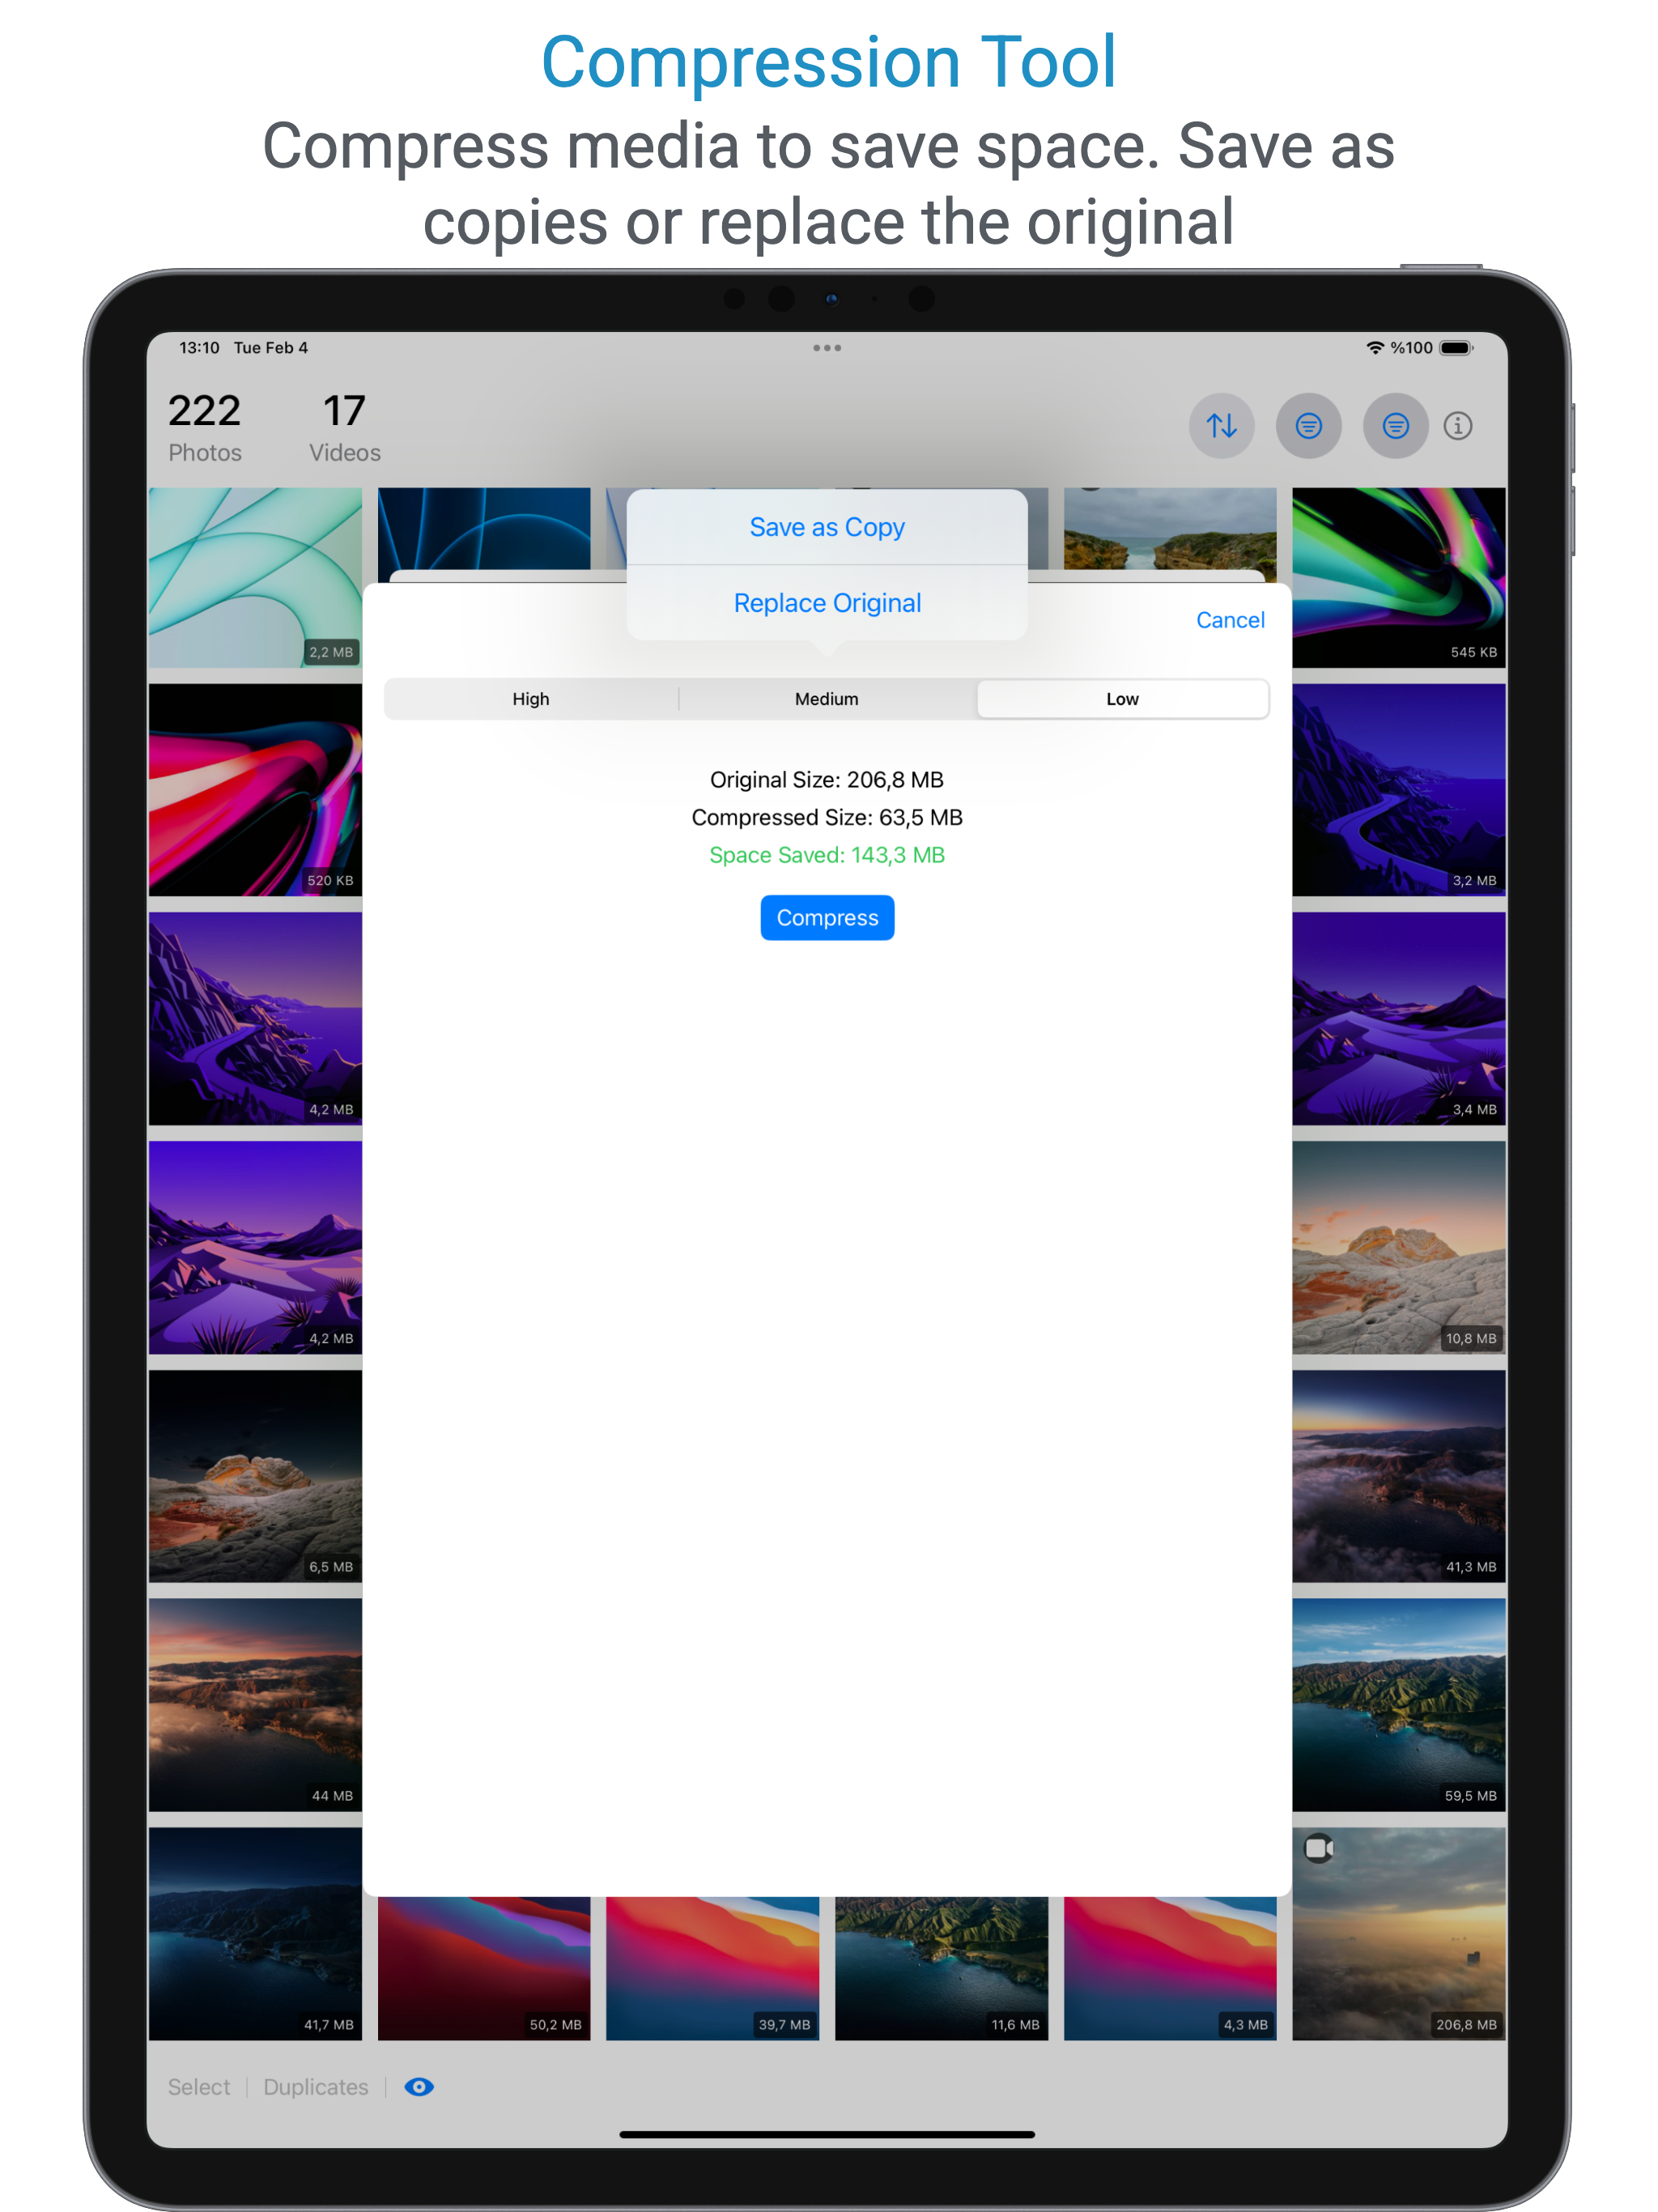 Compression Tool
Compress media to save space. Save as
copies or replace the original
13:10 Tue Feb 4
%100
222
Photos
17
Videos
Save as Copy
Replace Original
Cancel
2,2 MB
545 KB
High
Medium
Low
Original Size: 206,8 MB
Compressed Size: 63,5 MB
Space Saved: 143,3 MB
Compress
520 KB
3,2 MB
4,2 MB
3,4 MB
4,2 MB
10,8 MB
6,5 MB
41,3 MB
44 MB
59,5 MB
41,7 MB
50,2 MB
39,7 MB
11,6 MB
4,3 MB
206,8 MB
Select
Duplicates